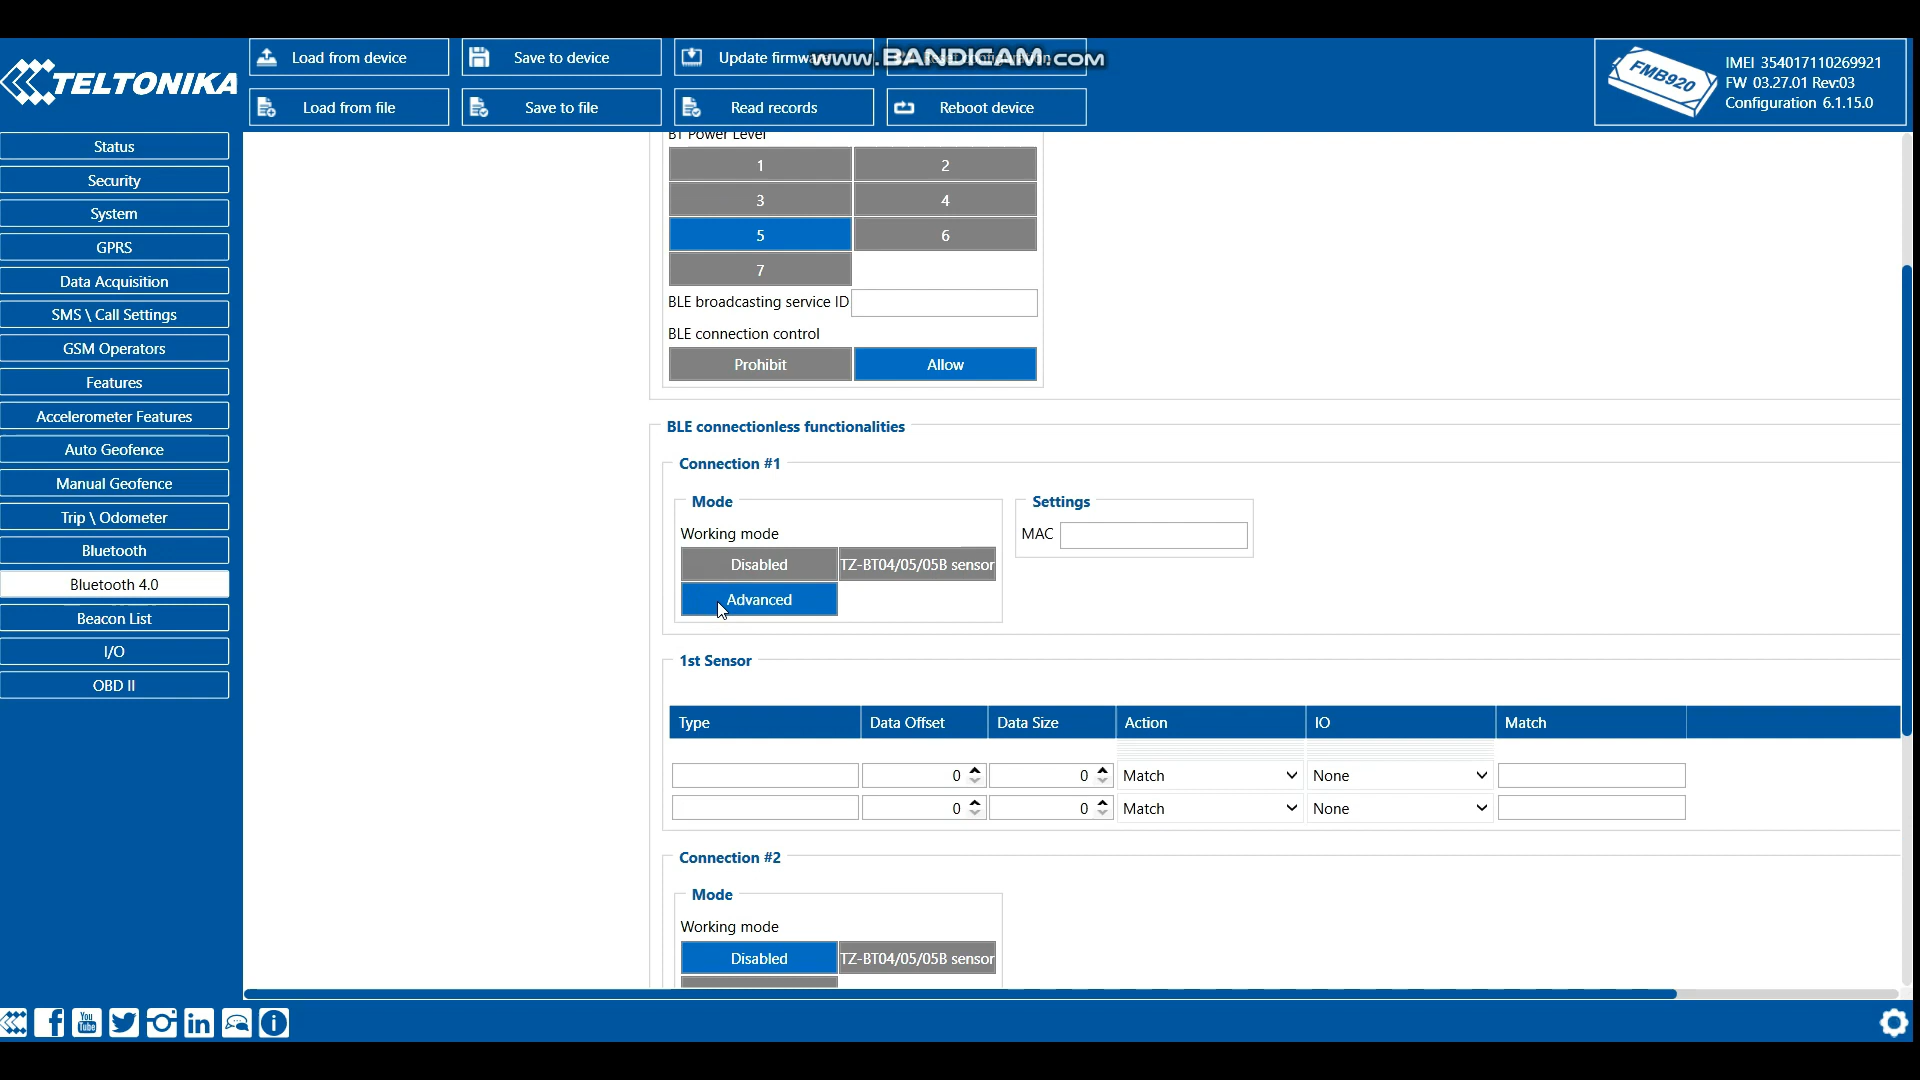 TELTONIKA
Load from device
Save to device
Update firmware
www.BANDICAM.com
Load from file
Save to file
Read records
Reboot device
FMB920
IMEI 354017110269921
FW 03.27.01 Rev:03
Configuration 6.1.15.0
Status
Security
System
GPRS
Data Acquisition
SMS \ Call Settings
GSM Operators
Features
Accelerometer Features
Auto Geofence
Manual Geofence
Trip \ Odometer
Bluetooth
Bluetooth 4.0
Beacon List
I/O
OBD II
BT Power Level
1 2
3 4
5 6
7
BLE broadcasting service ID
BLE connection control
Prohibit Allow
BLE connectionless functionalities
Connection #1
Mode Settings
Working mode MAC
Disabled TZ-BT04/05/05B sensor
Advanced
1st Sensor
Type Data Offset Data Size Action IO Match
0 0 Match None
0 0 Match None
Connection #2
Mode
Working mode
Disabled TZ-BT04/05/05B sensor
You
Tube